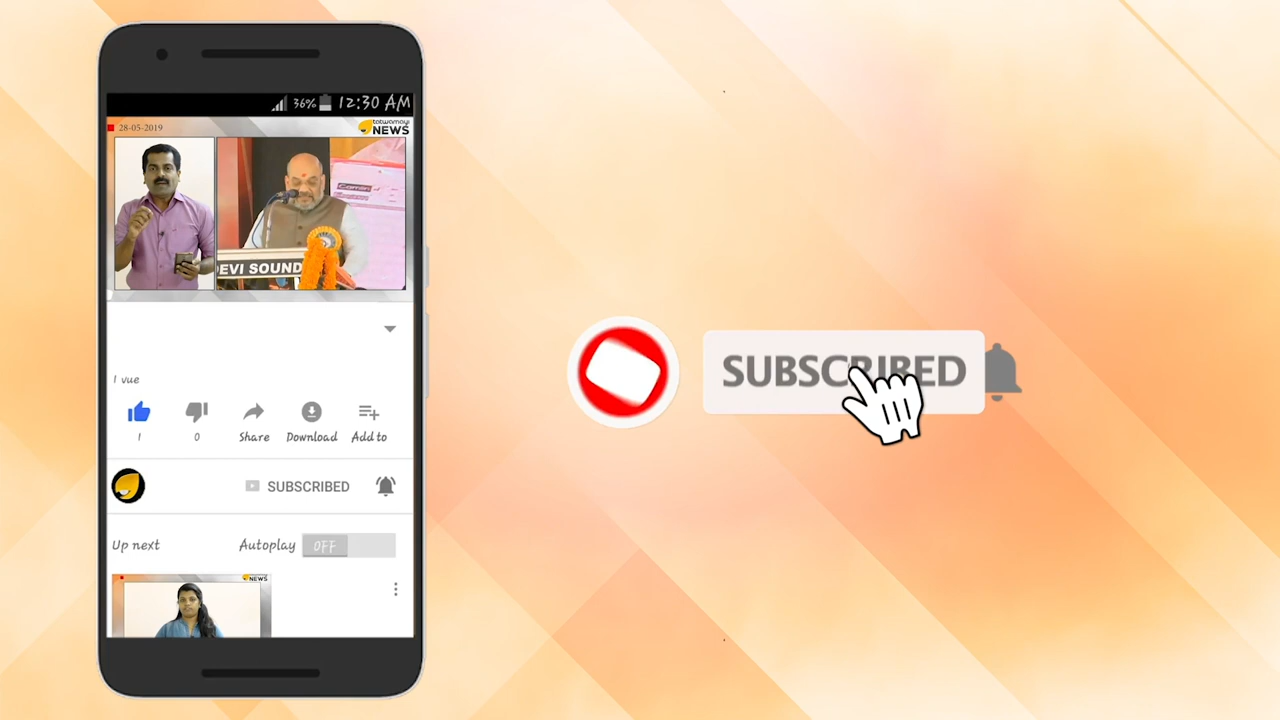 36% 12:30 AM
28-05-2019
tatwamayi
NEWS
DEVI SOUND
1 vue
1
0
Share
Download
Add to
SUBSCRIBED
Up next
Autoplay
OFF
NEWS
SUBSCRIBED